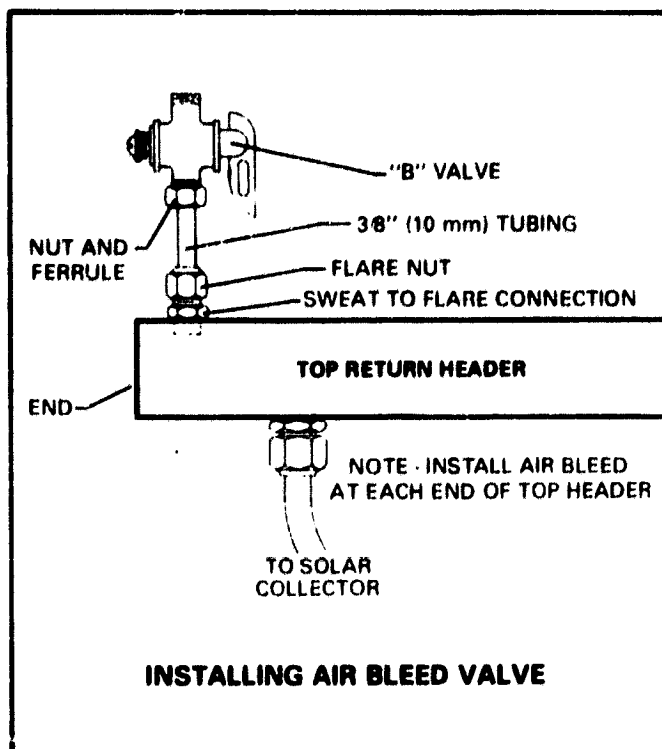 "B" VALVE
3/8" (10 mm) TUBING
NUT AND
FERRULE
FLARE NUT
SWEAT TO FLARE CONNECTION
TOP RETURN HEADER
END
NOTE - INSTALL AIR BLEED
AT EACH END OF TOP HEADER
TO SOLAR
COLLECTOR
INSTALLING AIR BLEED VALVE